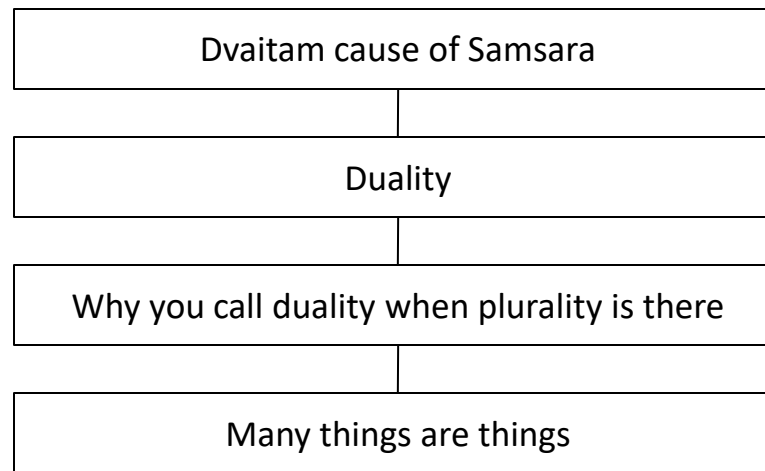 Dvaitam cause of Samsara
Duality
Why you call duality when plurality is there
Many things are things